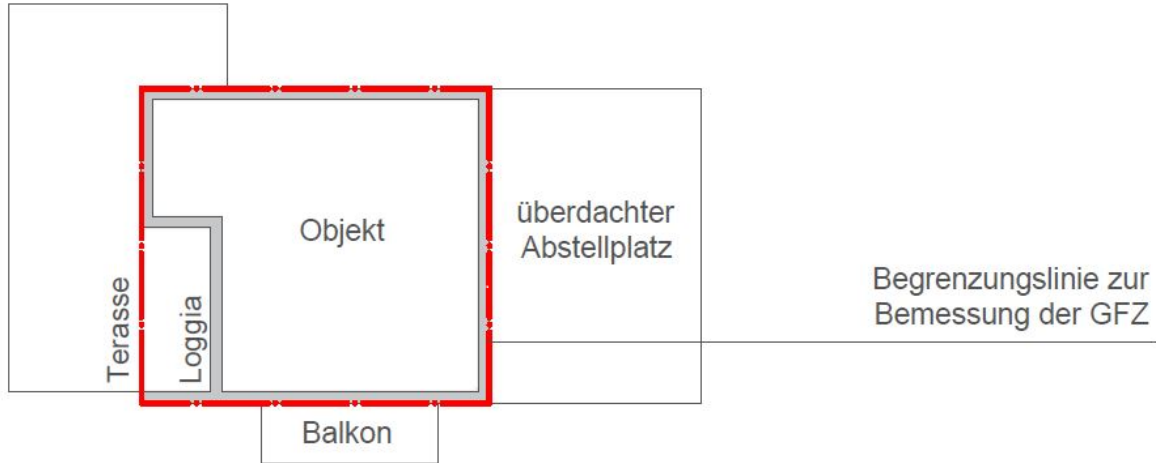 Objekt
überdachter
Abstellplatz
Begrenzungslinie zur
Bemessung der GFZ
Terasse
Loggia
Balkon